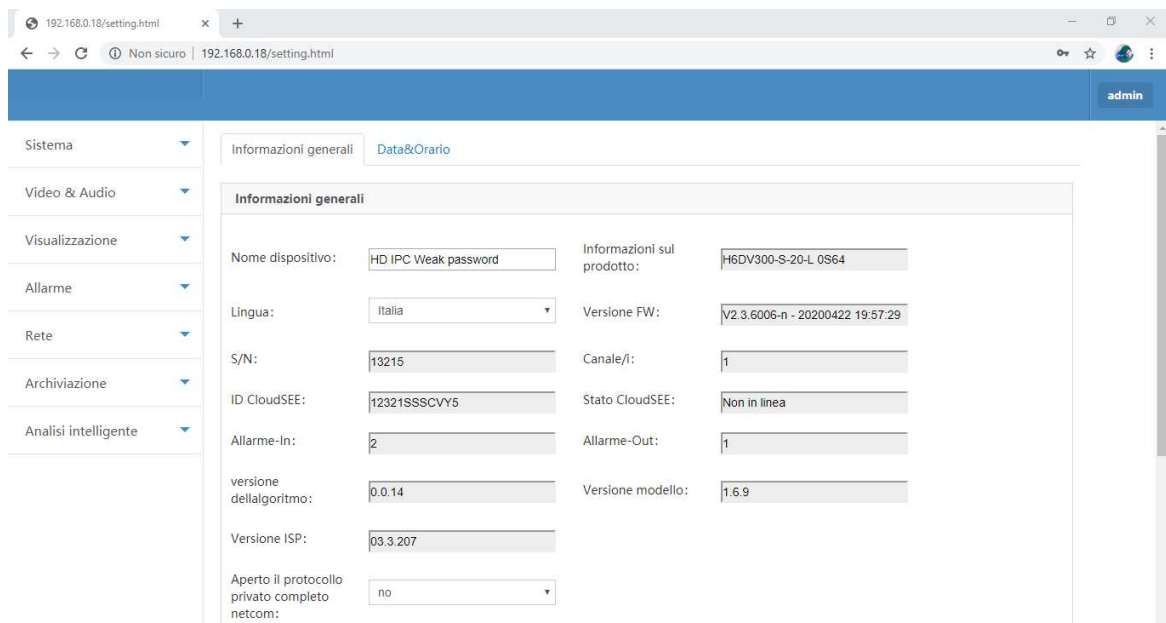 192.168.0.18/setting.html
Non sicuro | 192.168.0.18/setting.html
admin
Sistema
Video & Audio
Visualizzazione
Allarme
Rete
Archiviazione
Analisi intelligente
Informazioni generali Data&Orario
Informazioni generali
Nome dispositivo: HD IPC Weak password
Informazioni sul
prodotto: H6DV300-S-20-L 0S64
Lingua: Italia
Versione FW: V2.3.6006-n - 20200422 19:57:29
S/N: 13215
Canale/i: 1
ID CloudSEE: 12321SSSCVY5
Stato CloudSEE: Non in linea
Allarme-In: 2
Allarme-Out: 1
versione
dellalgoritmo: 0.0.14
Versione modello: 1.6.9
Versione ISP: 03.3.207
Aperto il protocollo
privato completo
netcom: no